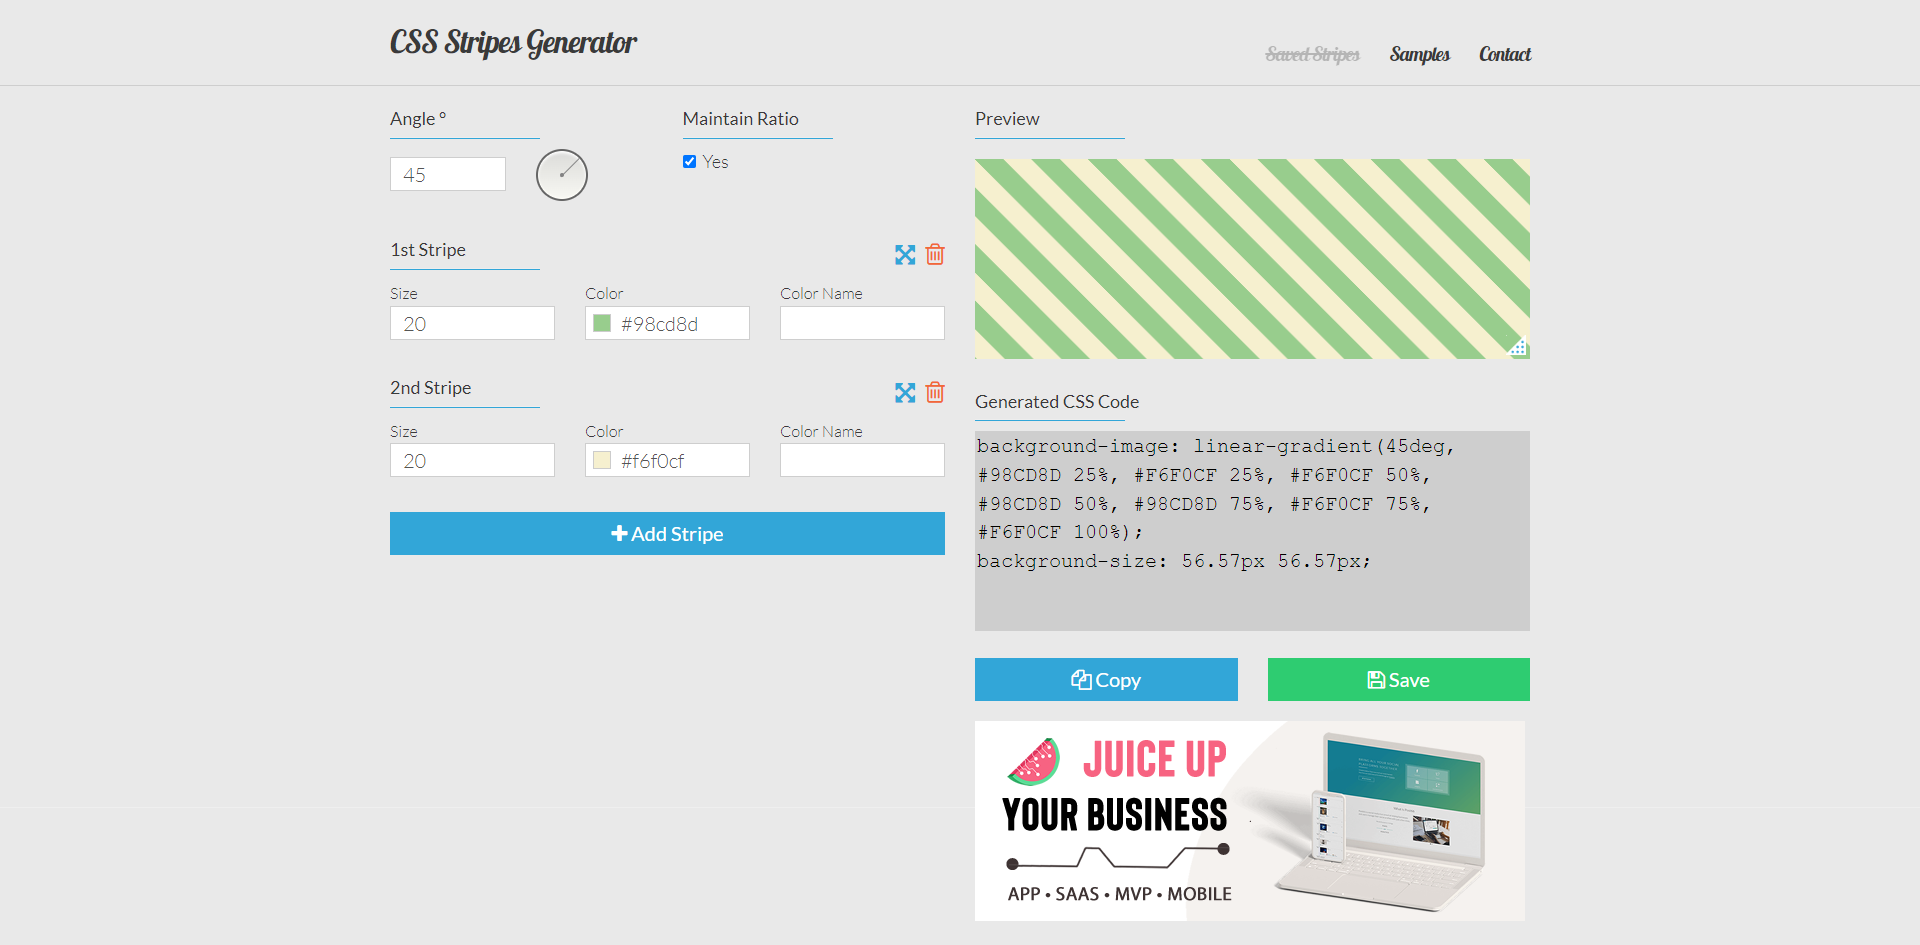 CSS Stripes Generator
Saved Stripes
Samples
Contact
Angle °
45
Maintain Ratio
Yes
1st Stripe
Size
Color
Color Name
20
#98cd8d
2nd Stripe
Size
Color
Color Name
20
#f6f0cf
Add Stripe
Preview
Generated CSS Code
background-image: linear-gradient(45deg,
#98CD8D 25%, #F6F0CF 25%, #F6F0CF 50%,
#98CD8D 50%, #98CD8D 75%, #F6F0CF 75%,
#F6F0CF 100%);
background-size: 56.57px 56.57px;
Copy
Save
JUICE UP
YOUR BUSINESS
APP • SAAS • MVP • MOBILE